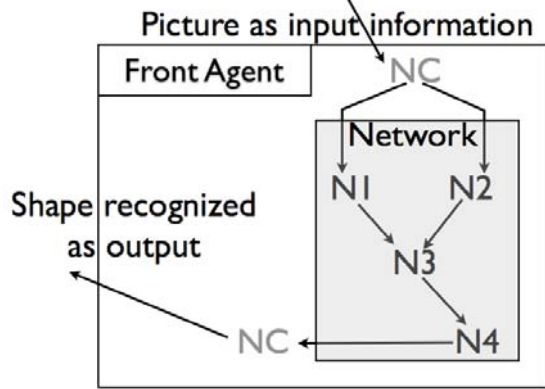 Picture as input information
Front Agent
NC
Network
N1
N2
Shape recognized
as output
N3
NC
N4